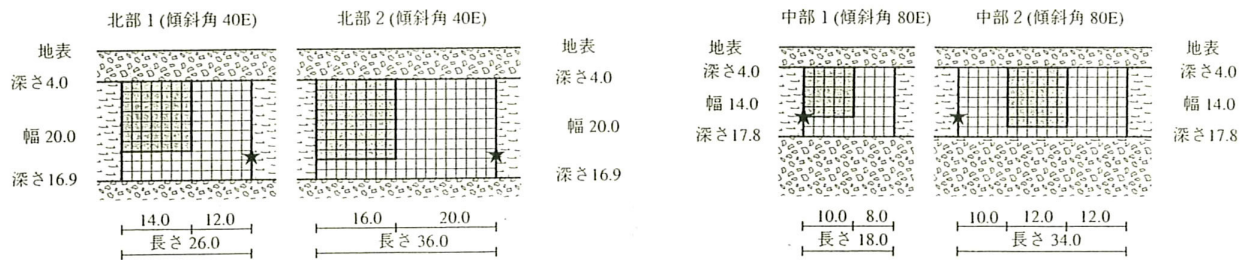 北部 1 (傾斜角 40E)
北部 2 (傾斜角 40E)
中部 1 (傾斜角 80E)
中部 2 (傾斜角 80E)
地表
深さ4.0
幅 20.0
深さ16.9
14.0 12.0
長さ 26.0
16.0 20.0
長さ 36.0
地表
深さ4.0
幅 20.0
深さ16.9
地表
深さ4.0
幅 14.0
深さ17.8
10.0 8.0
長さ 18.0
10.0 12.0 12.0
長さ 34.0
地表
深さ4.0
幅 14.0
深さ17.8